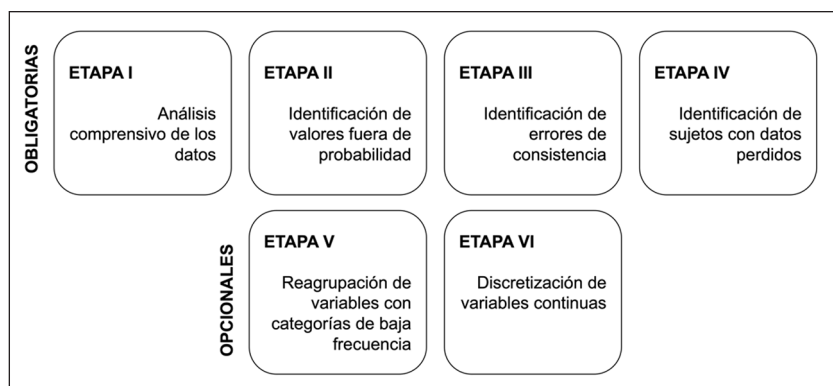 OBLIGATORIAS
ETAPA I
Análisis
comprensivo de los
datos
ETAPA II
Identificación de
valores fuera de
probabilidad
ETAPA III
Identificación de
errores de
consistencia
ETAPA IV
Identificación de
sujetos con datos
perdidos
OPCIONALES
ETAPA V
Reagrupación de
variables con
categorías de baja
frecuencia
ETAPA VI
Discretización de
variables continuas